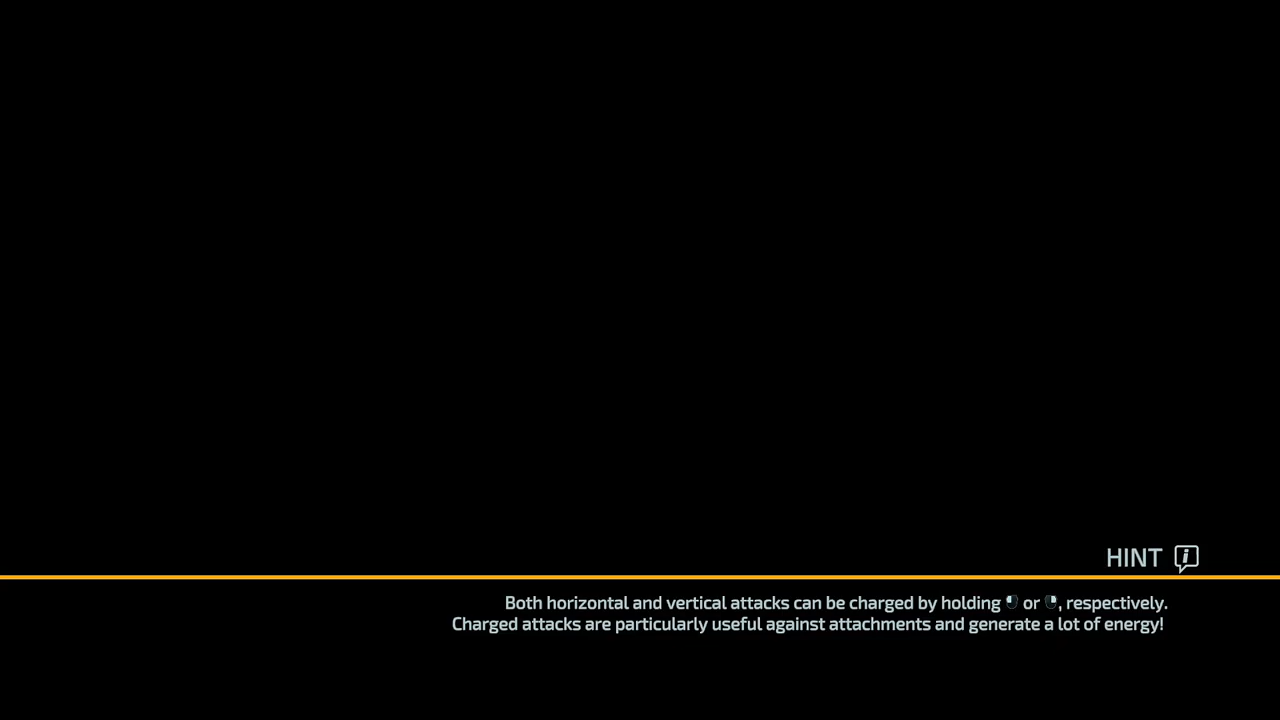 HINT
Both horizontal and vertical attacks can be charged by holding or , respectively.
Charged attacks are particularly useful against attachments and generate a lot of energy!